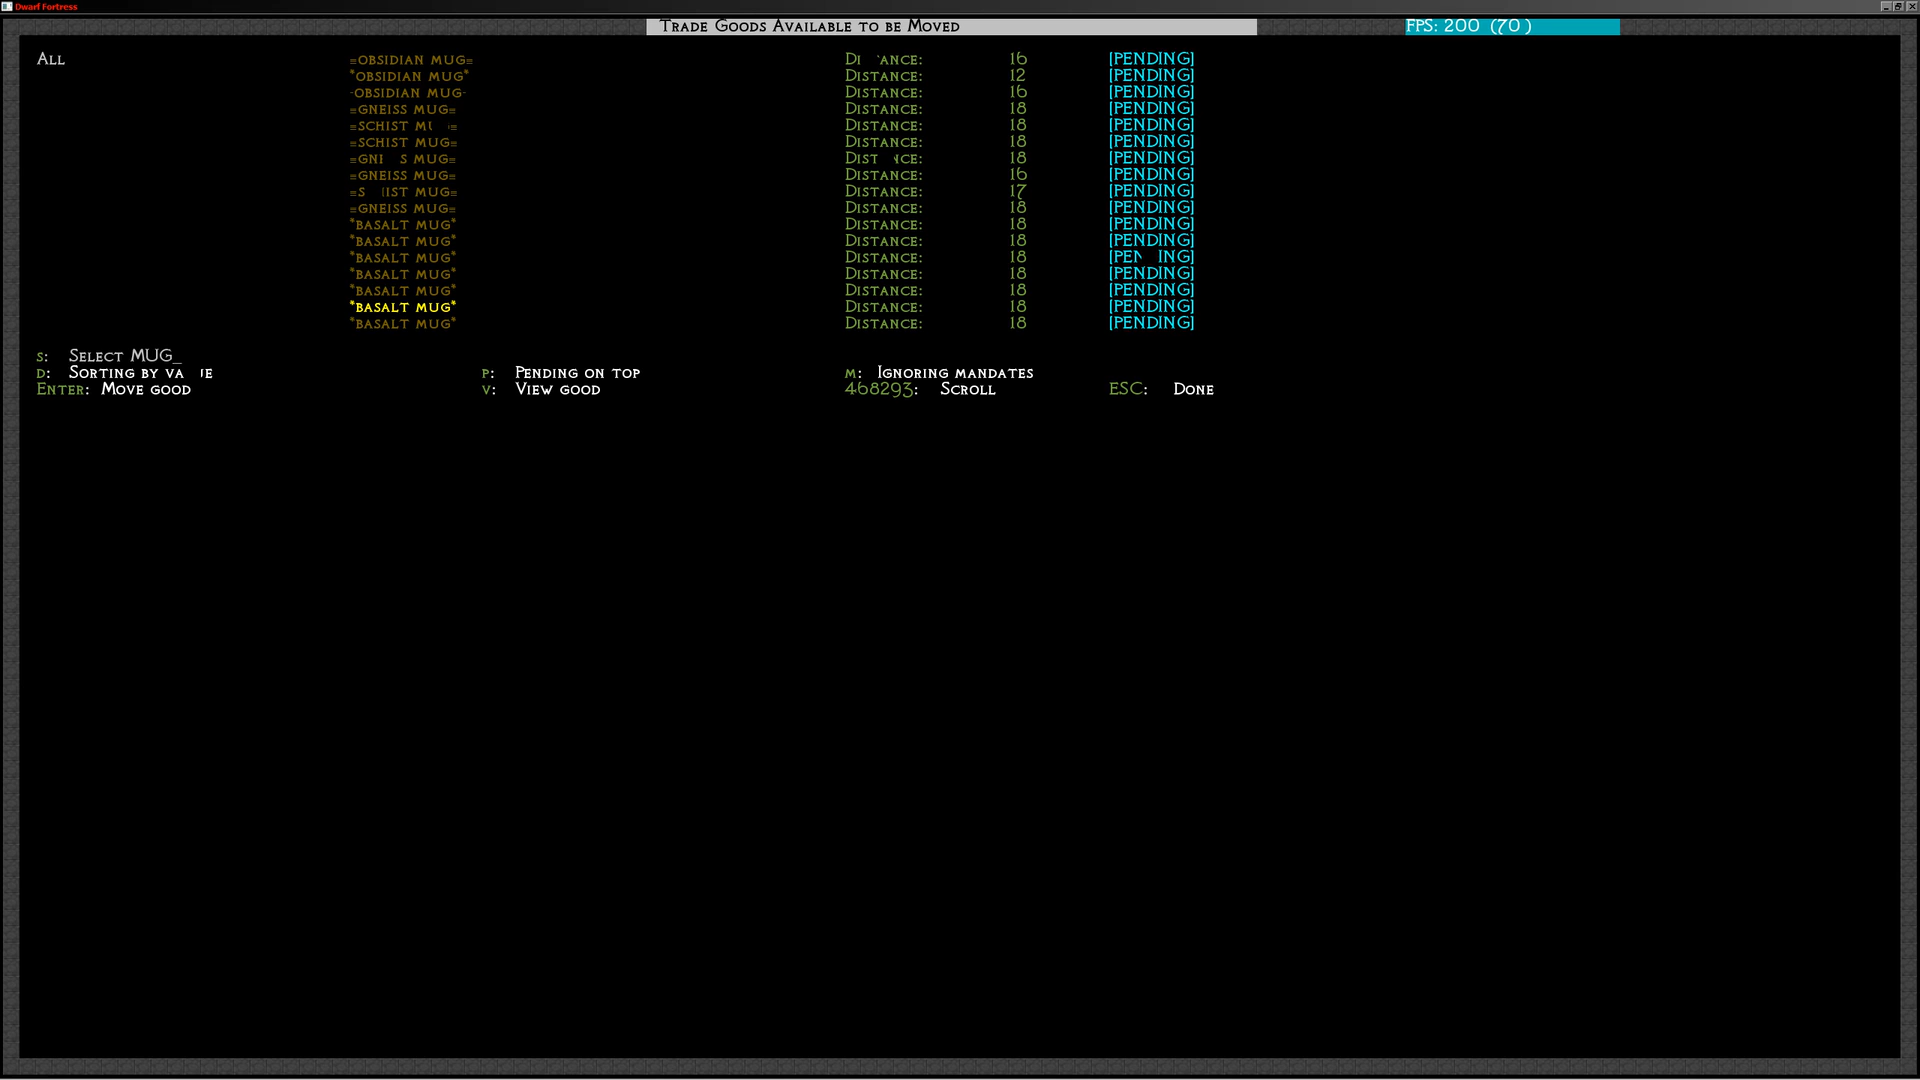 Dwarf Fortress
Trade Goods Available to be Moved FPS: 200 (70)
All ≡obsidian mug≡ 16 [PENDING]
*obsidian mug* Distance: 12 [PENDING]
-obsidian mug- Distance: 16 [PENDING]
≡gneiss mug≡ Distance: 18 [PENDING]
≡schist Distance: 18 [PENDING]
≡schist mug≡ Distance: 18 [PENDING]
mug≡ 18 [PENDING]
≡gneiss mug≡ Distance: 16 [PENDING]
mug≡ Distance: 17 [PENDING]
≡gneiss mug≡ Distance: 18 [PENDING]
*basalt mug* Distance: 18 [PENDING]
*basalt mug* Distance: 18 [PENDING]
*basalt mug* Distance: 18
*basalt mug* Distance: 18 [PENDING]
*basalt mug* Distance: 18 [PENDING]
*basalt mug* Distance: 18 [PENDING]
*basalt mug* Distance: 18 [PENDING]
s: Select MUG_
d: Sorting by p: Pending on top m: Ignoring mandates
Enter: Move good v: View good 468293: Scroll ESC: Done